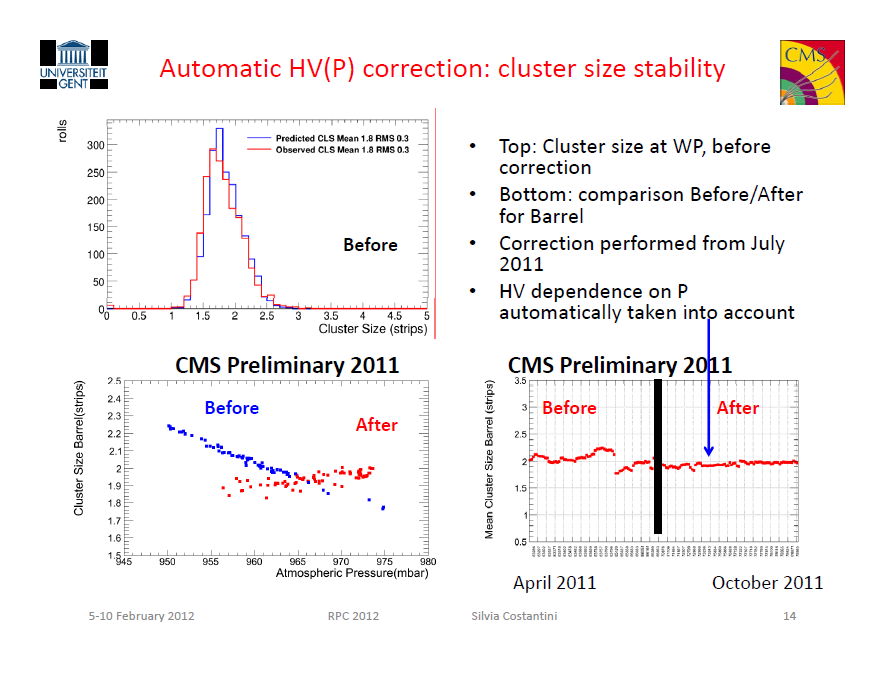 UNIVERSITEIT
GENT
Automatic HV(P) correction: cluster size stability
CMS
rolls
300
250
200
150
100
50
0
Predicted CLS Mean 1.8 RMS 0.3
Observed CLS Mean 1.8 RMS 0.3
Before
0 0.5 1 1.5 2 2.5 3 3.5 4 4.5 5
Cluster Size (strips)
• Top: Cluster size at WP, before
correction
• Bottom: comparison Before/After
for Barrel
• Correction performed from July
2011
• HV dependence on P
automatically taken into account
CMS Preliminary 2011
Cluster Size Barrel(strips)
2.5
2.4
2.3
2.2
2.1
2
1.9
1.8
1.7
1.6
1.5
Before
After
945 950 955 960 965 970 975 980
Atmospheric Pressure(mbar)
CMS Preliminary 2011
Mean Cluster Size Barrel (strips)
3.5
3
2.5
2
1.5
1
0.5
Before
After
April 2011
October 2011
5-10 February 2012
RPC 2012
Silvia Costantini
14